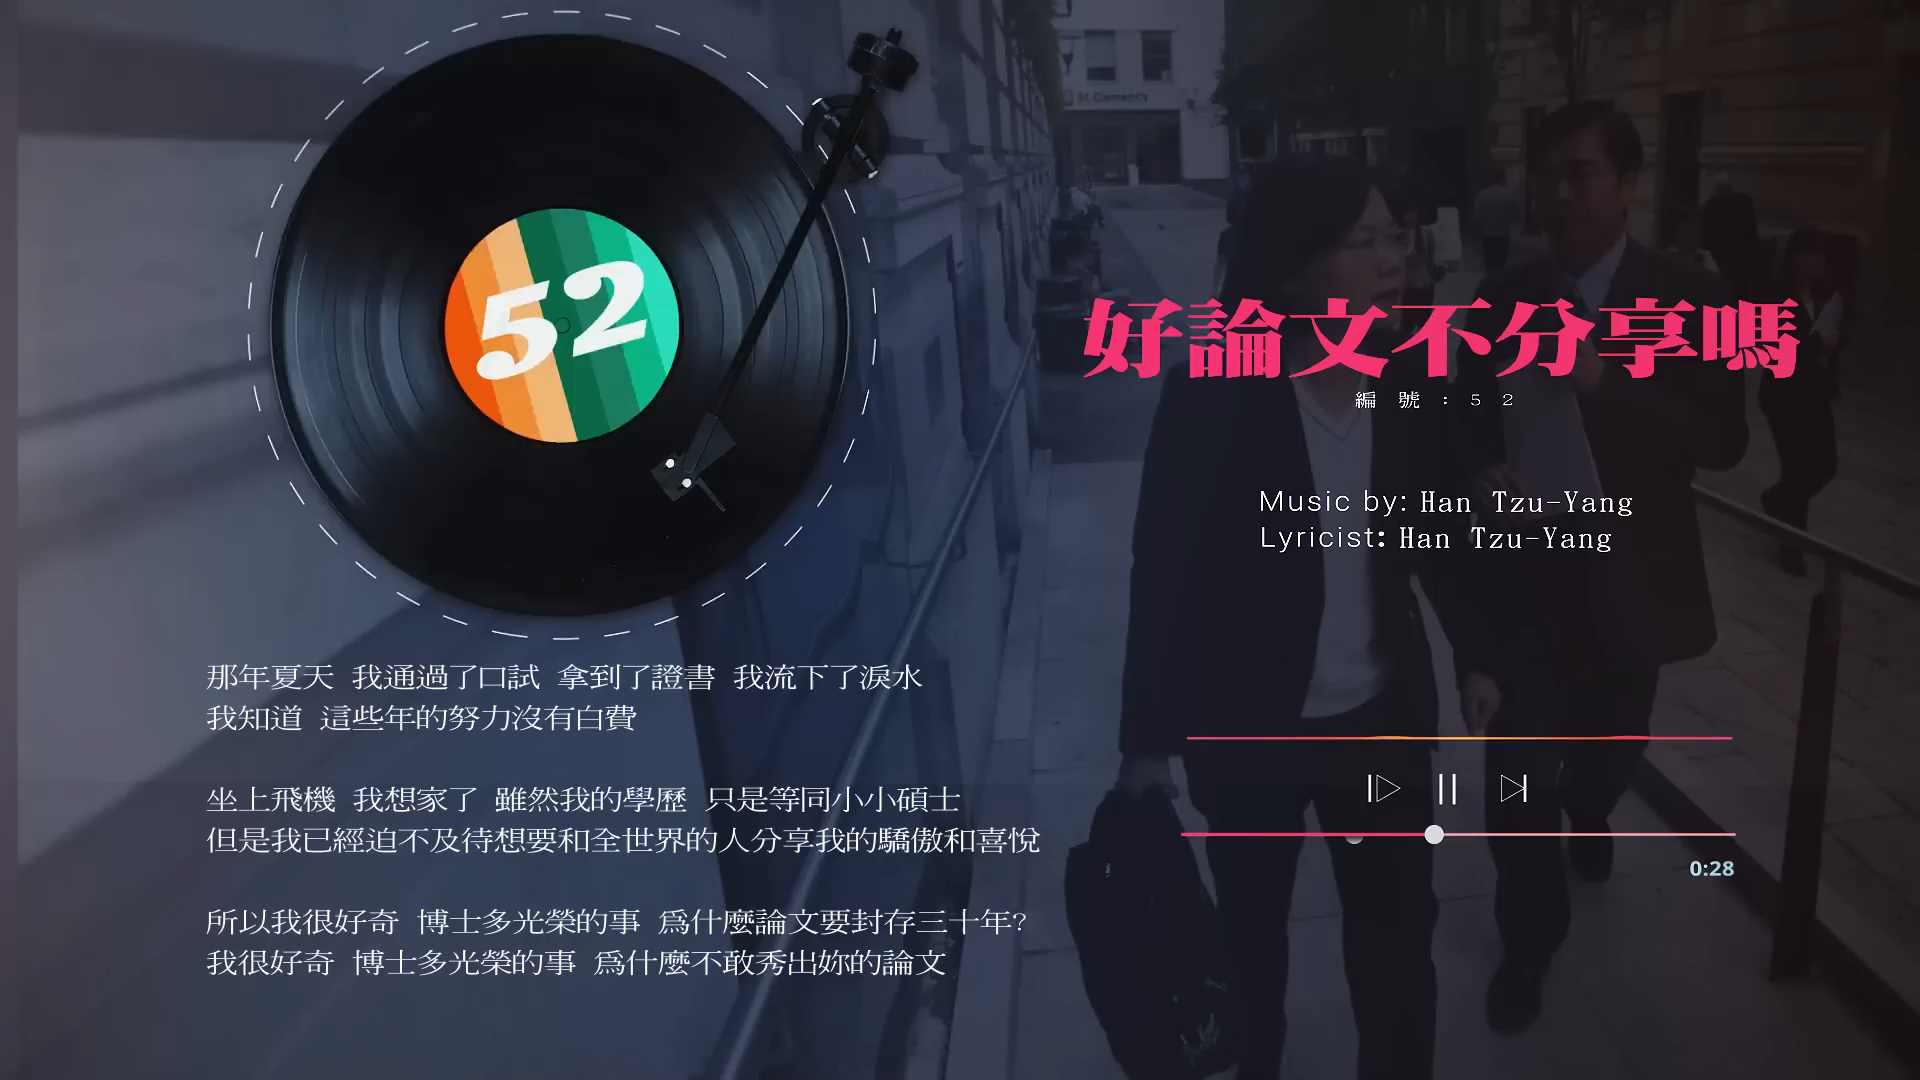 52
St Clement's
好論文不分享嗎
編號:52
Music by: Han Tzu-Yang
Lyricist: Han Tzu-Yang
0:28
那年夏天 我通過了口試 拿到了證書 我流下了淚水
我知道 這些年的努力沒有白費
坐上飛機 我想家了 雖然我的學歷 只是等同小小碩士
但是我已經迫不及待想要和全世界的人分享我的驕傲和喜悅
所以我很好奇 博士多光榮的事 為什麼論文要封存三十年?
我很好奇 博士多光榮的事 為什麼不敢秀出妳的論文